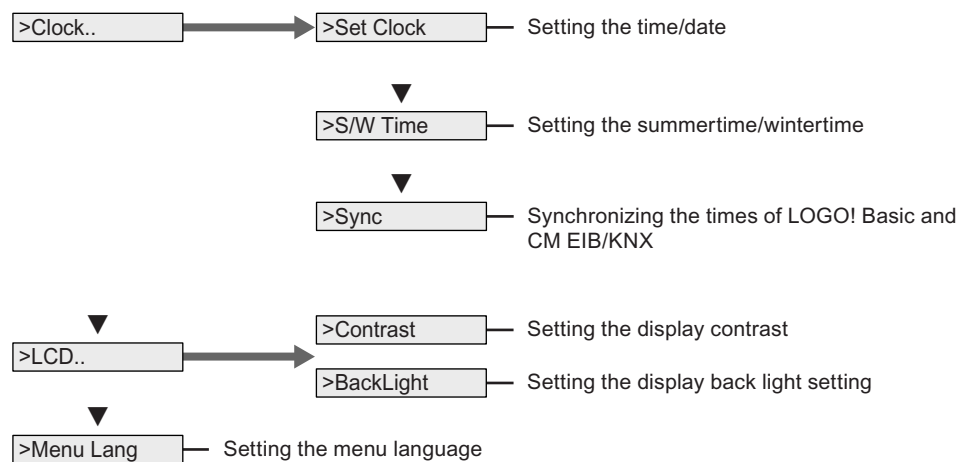 >Clock..
>Set Clock
Setting the time/date
>S/W Time
Setting the summertime/wintertime
>Sync
Synchronizing the times of LOGO! Basic and
CM EIB/KNX
>LCD..
>Contrast
Setting the display contrast
>BackLight
Setting the display back light setting
>Menu Lang
Setting the menu language